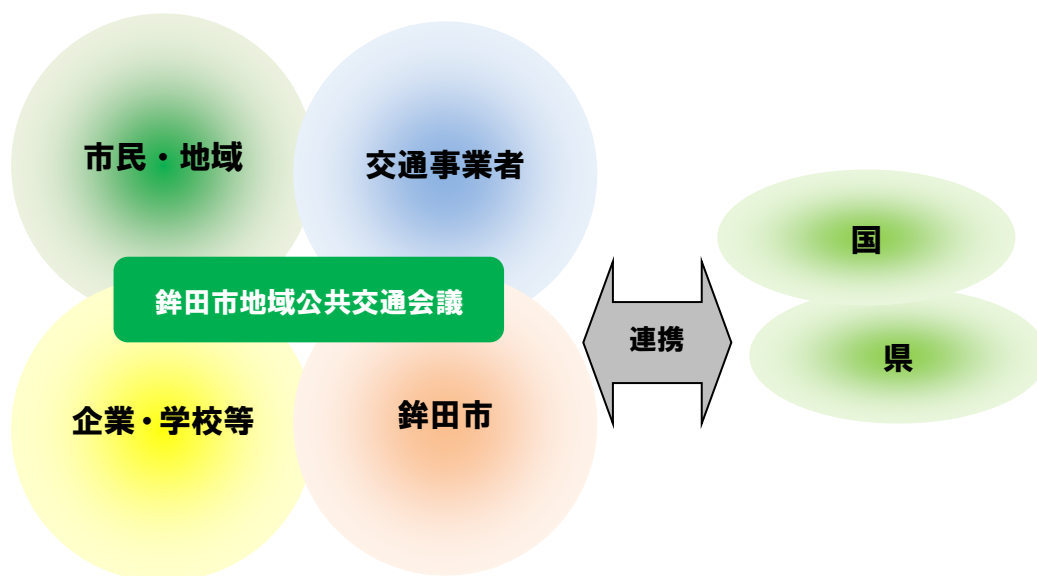 市民・地域
交通事業者
鉾田市地域公共交通会議
企業・学校等
鉾田市
連携
国
県